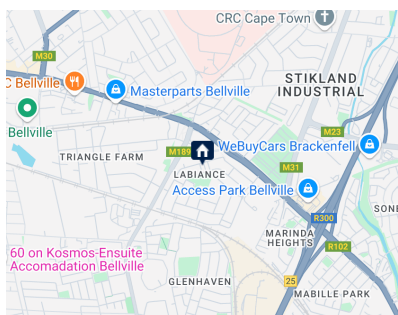 CRC Cape Town
M30
C Bellville
Masterparts Bellville
STIKLAND
INDUSTRIAL
Bellville
M23
WeBuyCars Brackenfell
M189
TRIANGLE FARM
M31
LABIANCE
Access Park Bellville
R300
SONE
MARINDA
HEIGHTS
R102
60 on Kosmos-Ensuite
Accomadation Bellville
25
GLENHAVEN
MABILLE PARK